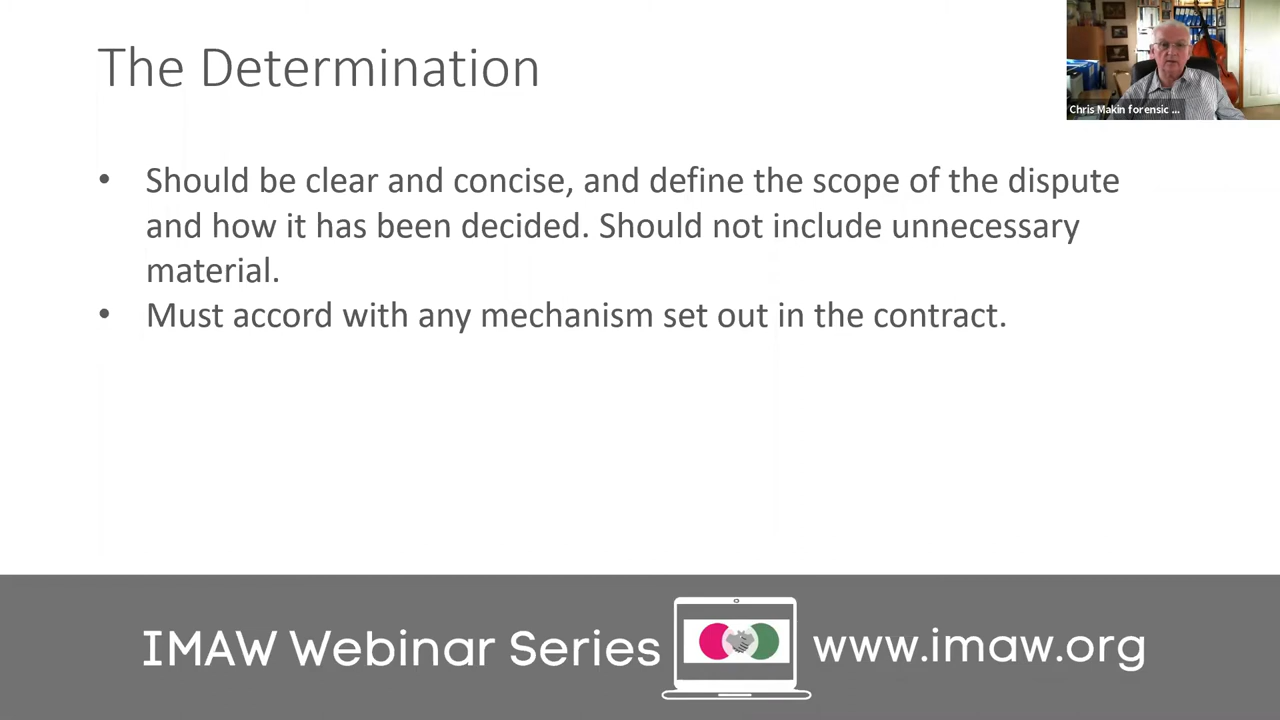 The Determination
Chris Makin forensic ...
• Should be clear and concise, and define the scope of the dispute
and how it has been decided. Should not include unnecessary
material.
• Must accord with any mechanism set out in the contract.
IMAW Webinar Series
www.imaw.org